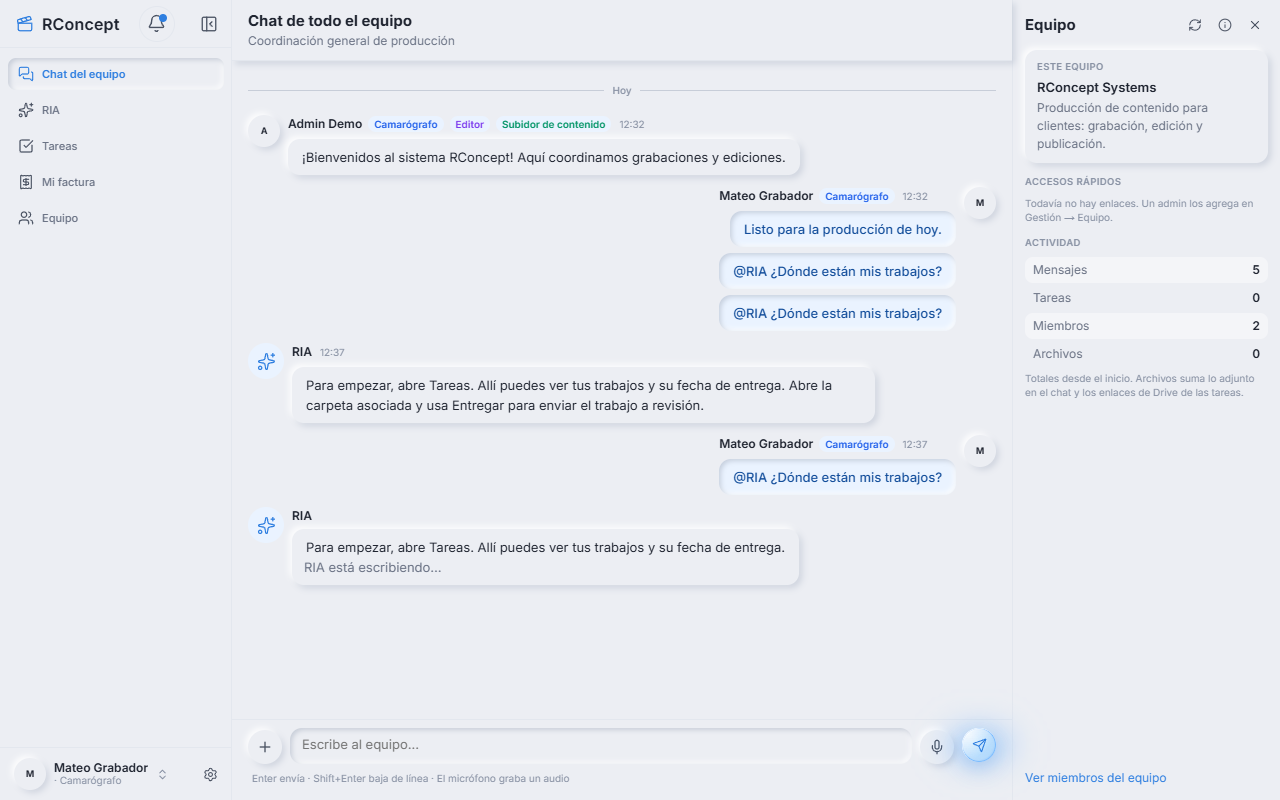 RConcept
Chat del equipo
RIA
Tareas
Mi factura
Equipo
M
Mateo Grabador
· Camarógrafo
Chat de todo el equipo
Coordinación general de producción
Hoy
A
Admin Demo Camarógrafo Editor Subidor de contenido 12:32
¡Bienvenidos al sistema RConcept! Aquí coordinamos grabaciones y ediciones.
Mateo Grabador Camarógrafo 12:32
M
Listo para la producción de hoy.
@RIA ¿Dónde están mis trabajos?
@RIA ¿Dónde están mis trabajos?
RIA 12:37
Para empezar, abre Tareas. Allí puedes ver tus trabajos y su fecha de entrega. Abre la
carpeta asociada y usa Entregar para enviar el trabajo a revisión.
Mateo Grabador Camarógrafo 12:37
M
@RIA ¿Dónde están mis trabajos?
RIA
Para empezar, abre Tareas. Allí puedes ver tus trabajos y su fecha de entrega.
RIA está escribiendo...
Escribe al equipo...
Enter envía · Shift+Enter baja de línea · El micrófono graba un audio
Equipo
ESTE EQUIPO
RConcept Systems
Producción de contenido para
clientes: grabación, edición y
publicación.
ACCESOS RÁPIDOS
Todavía no hay enlaces. Un admin los agrega en
Gestión → Equipo.
ACTIVIDAD
Mensajes 5
Tareas 0
Miembros 2
Archivos 0
Totales desde el inicio. Archivos suma lo adjunto
en el chat y los enlaces de Drive de las tareas.
Ver miembros del equipo